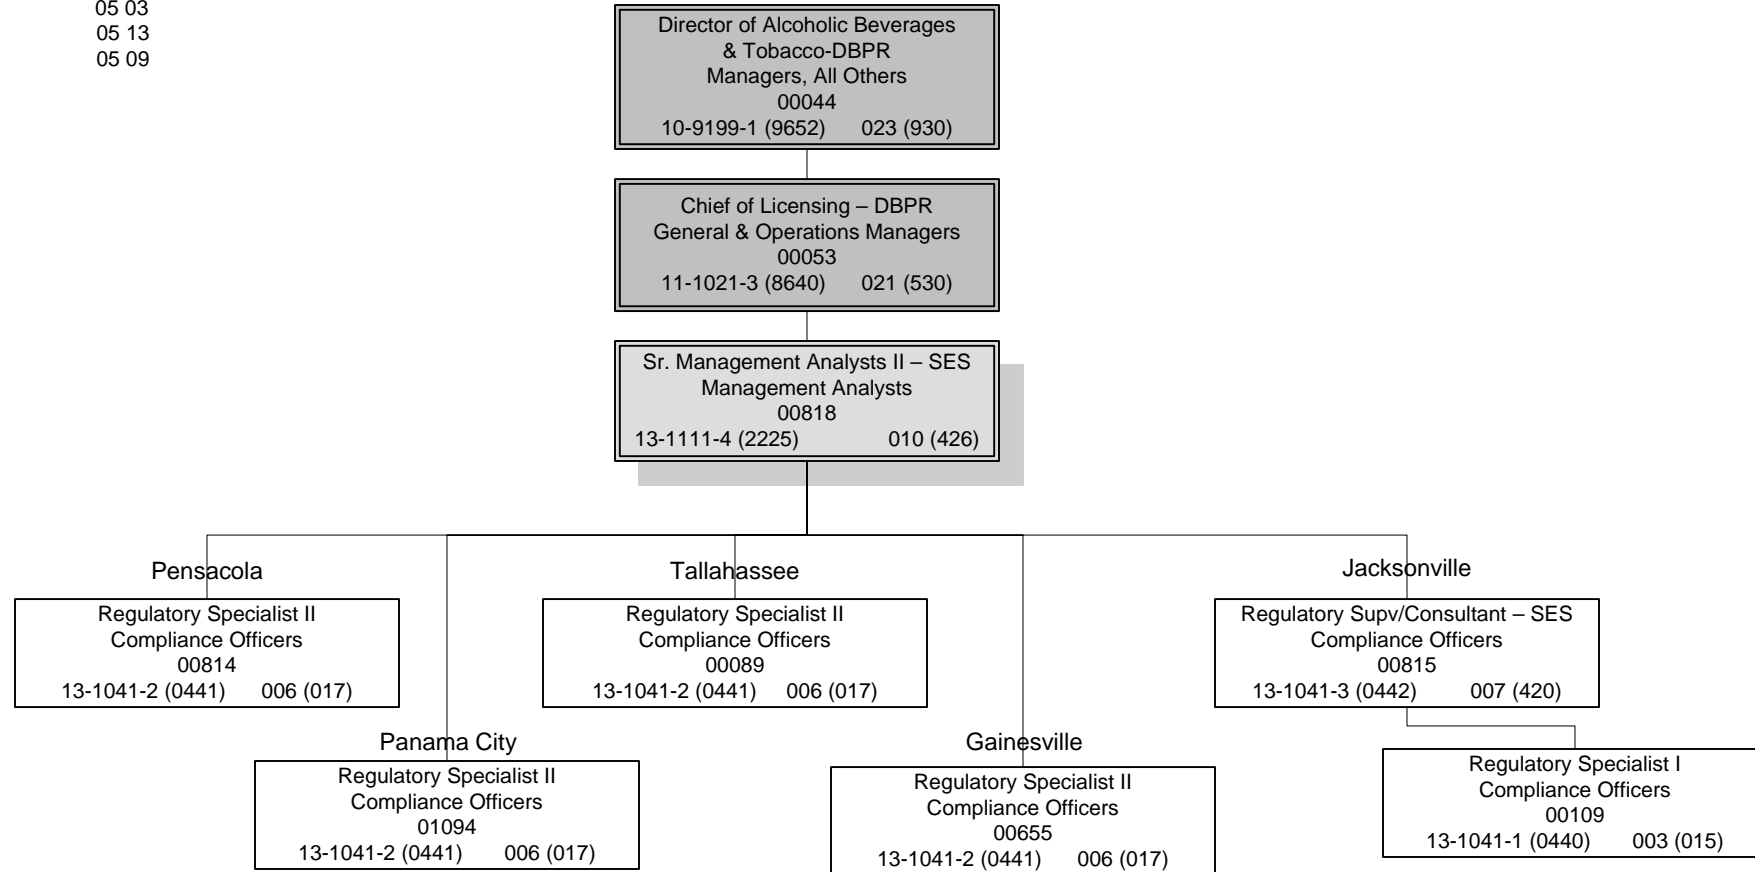 05 03
05 13
05 09
Director of Alcoholic Beverages
& Tobacco-DBPR
Managers, All Others
00044
10-9199-1 (9652) 023 (930)
Chief of Licensing – DBPR
General & Operations Managers
00053
11-1021-3 (8640) 021 (530)
Sr. Management Analysts II – SES
Management Analysts
00818
13-1111-4 (2225) 010 (426)
Pensacola
Regulatory Specialist II
Compliance Officers
00814
13-1041-2 (0441) 006 (017)
Panama City
Regulatory Specialist II
Compliance Officers
01094
13-1041-2 (0441) 006 (017)
Tallahassee
Regulatory Specialist II
Compliance Officers
00089
13-1041-2 (0441) 006 (017)
Gainesville
Regulatory Specialist II
Compliance Officers
00655
13-1041-2 (0441) 006 (017)
Jacksonville
Regulatory Supv/Consultant – SES
Compliance Officers
00815
13-1041-3 (0442) 007 (420)
Regulatory Specialist I
Compliance Officers
00109
13-1041-1 (0440) 003 (015)